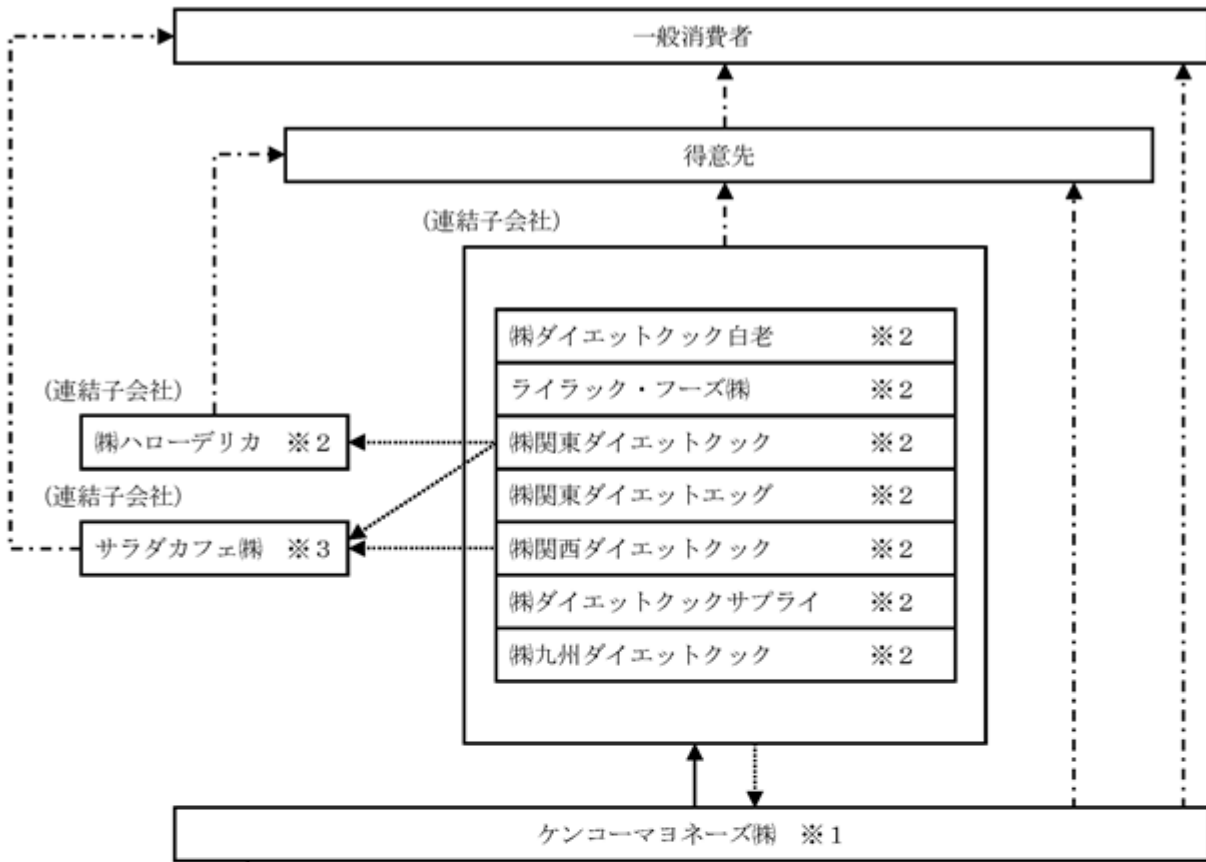 一般消費者
得意先
(連結子会社)
㈱ダイエットクック白老 ※2
ライラック・フーズ㈱ ※2
(連結子会社)
㈱ハローデリカ ※2
㈱関東ダイエットクック ※2
(連結子会社)
㈱関東ダイエットエッグ ※2
サラダカフェ㈱ ※3
㈱関西ダイエットクック ※2
㈱ダイエットクックサプライ ※2
㈱九州ダイエットクック ※2
ケンコーマヨネーズ㈱ ※1